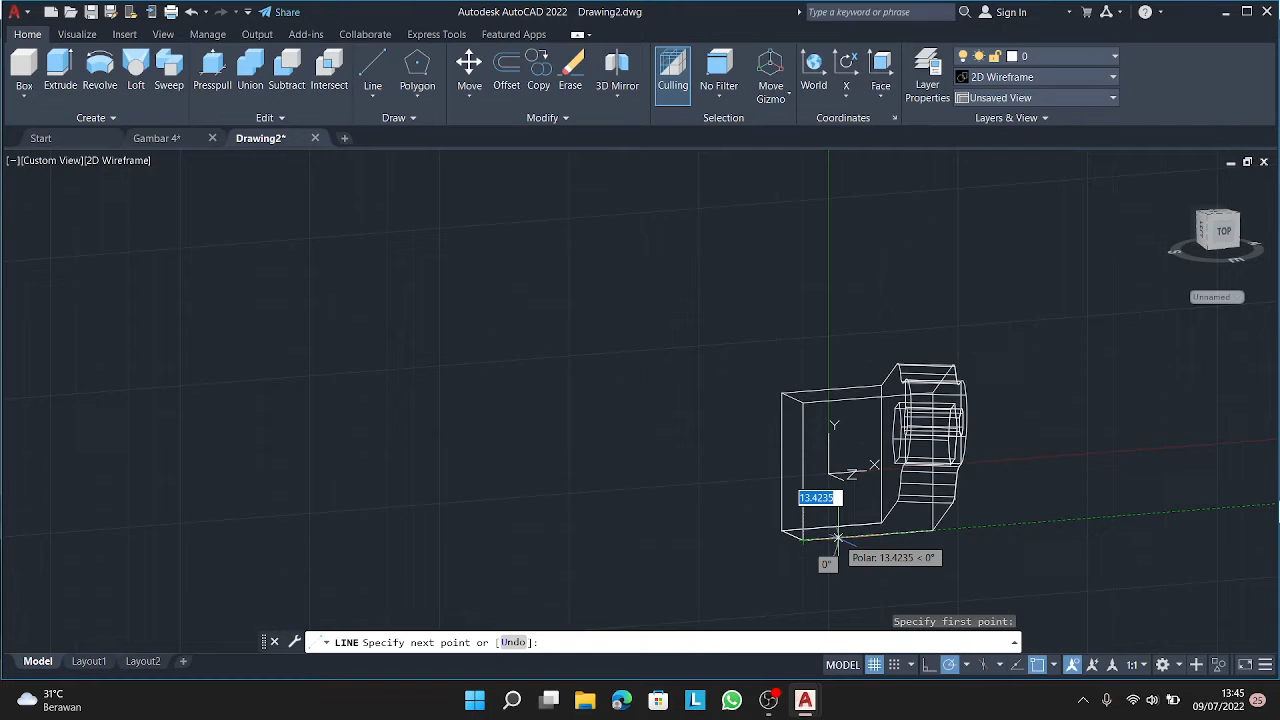 Share
Autodesk AutoCAD 2022 Drawing2.dwg
Type a keyword or phrase
Sign In
Home Visualize Insert View Manage Output Add-ins Collaborate Express Tools Featured Apps
Box Extrude Revolve Loft Sweep
Presspull Union Subtract Intersect
Line Polygon
Move Offset Copy Erase 3D Mirror
Culling No Filter Move Gizmo
World X Face
Layer Properties
0
2D Wireframe
Unsaved View
Create Edit Draw Modify Selection Coordinates Layers & View
Start Gambar 4* Drawing2*
[−][Custom View][2D Wireframe]
TOP
S
Unnamed
Y
X
Z
13.4235
Polar: 13.4235 < 0°
0°
Specify first point:
LINE Specify next point or [Undo]:
Model Layout1 Layout2
MODEL
1:1
31°C
Berawan
13.45
09/07/2022
25